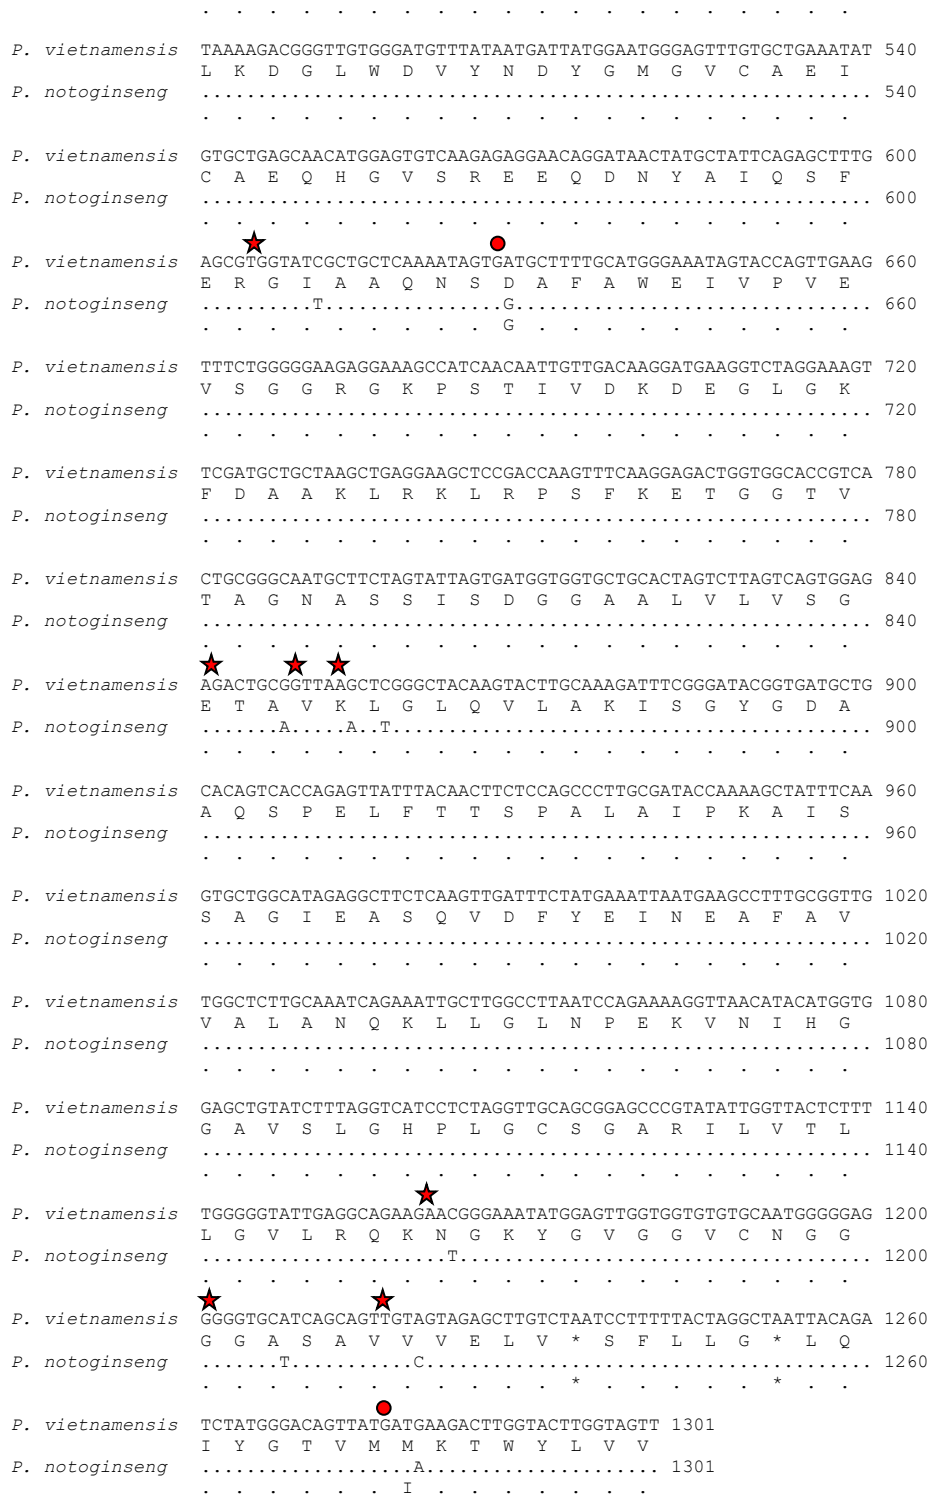 . . . . . . . . . . . . . . . . . . . .
P. vietnamensis TAAAAGACGGGTTGTGGGATGTTTATAATGATTATGGAATGGGAGTTTGTGCTGAAATAT 540
L K D G L W D V Y N D Y G M G V C A E I
P. notoginseng ............................................................ 540
. . . . . . . . . . . . . . . . . . . .
P. vietnamensis GTGCTGAGCAACATGGAGTGTCAAGAGAGGAACAGGATAACTATGCTATTCAGAGCTTTG 600
C A E Q H G V S R E E Q D N Y A I Q S F
P. notoginseng ............................................................ 600
. . . . . . . . . . . . . . . . . . . .
P. vietnamensis AGCGTGGTATCGCTGCTCAAAATAGTGATGCTTTTGCATGGGAAATAGTACCAGTTGAAG 660
E R G I A A Q N S D A F A W E I V P V E
P. notoginseng ..........T................G................................ 660
. . . . . . . . . G . . . . . . . . . .
P. vietnamensis TTTCTGGGGGAAGAGGAAAGCCATCAACAATTGTTGACAAGGATGAAGGTCTAGGAAAGT 720
V S G G R G K P S T I V D K D E G L G K
P. notoginseng ............................................................ 720
. . . . . . . . . . . . . . . . . . . .
P. vietnamensis TCGATGCTGCTAAGCTGAGGAAGCTCCGACCAAGTTTCAAGGAGACTGGTGGCACCGTCA 780
F D A A K L R K L R P S F K E T G G T V
P. notoginseng ............................................................ 780
. . . . . . . . . . . . . . . . . . . .
P. vietnamensis CTGCGGGCAATGCTTCTAGTATTAGTGATGGTGGTGCTGCACTAGTCTTAGTCAGTGGAG 840
T A G N A S S I S D G G A A L V L V S G
P. notoginseng ............................................................ 840
. . . . . . . . . . . . . . . . . . . .
P. vietnamensis AGACTGCGGTTAAGCTCGGGCTACAAGTACTTGCAAAGATTTCGGGATACGGTGATGCTG 900
E T A V K L G L Q V L A K I S G Y G D A
P. notoginseng .......A.....A..T........................................... 900
. . . . . . . . . . . . . . . . . . . .
P. vietnamensis CACAGTCACCAGAGTTATTTACAACTTCTCCAGCCCTTGCGATACCAAAAGCTATTTCAA 960
A Q S P E L F T T S P A L A I P K A I S
P. notoginseng ............................................................ 960
. . . . . . . . . . . . . . . . . . . .
P. vietnamensis GTGCTGGCATAGAGGCTTCTCAAGTTGATTTCTATGAAATTAATGAAGCCTTTGCGGTTG 1020
S A G I E A S Q V D F Y E I N E A F A V
P. notoginseng ............................................................ 1020
. . . . . . . . . . . . . . . . . . . .
P. vietnamensis TGGCTCTTGCAAATCAGAAATTGCTTGGCCTTAATCCAGAAAAGGTTAACATACATGGTG 1080
V A L A N Q K L L G L N P E K V N I H G
P. notoginseng ............................................................ 1080
. . . . . . . . . . . . . . . . . . . .
P. vietnamensis GAGCTGTATCTTTAGGTCATCCTCTAGGTTGCAGCGGAGCCCGTATATTGGTTACTCTTT 1140
G A V S L G H P L G C S G A R I L V T L
P. notoginseng ............................................................ 1140
. . . . . . . . . . . . . . . . . . . .
P. vietnamensis TGGGGGTATTGAGGCAGAAGAACGGGAAATATGGAGTTGGTGGTGTGTGCAATGGGGGAG 1200
L G V L R Q K N G K Y G V G G V C N G G
P. notoginseng ......................T..................................... 1200
. . . . . . . . . . . . . . . . . . . .
P. vietnamensis GGGGTGCATCAGCAGTTGTAGTAGAGCTTGTCTAATCCTTTTTACTAGGCTAATTACAGA 1260
G G A S A V V V E L V * S F L L G * L Q
P. notoginseng .......T...........C........................................ 1260
. . . . . . . . . . . * . . . . . * . .
P. vietnamensis TCTATGGGACAGTTATGATGAAGACTTGGTACTTGGTAGTT 1301
I Y G T V M M K T W Y L V V
P. notoginseng ...................A..................... 1301
. . . . . . I . . . . . . .